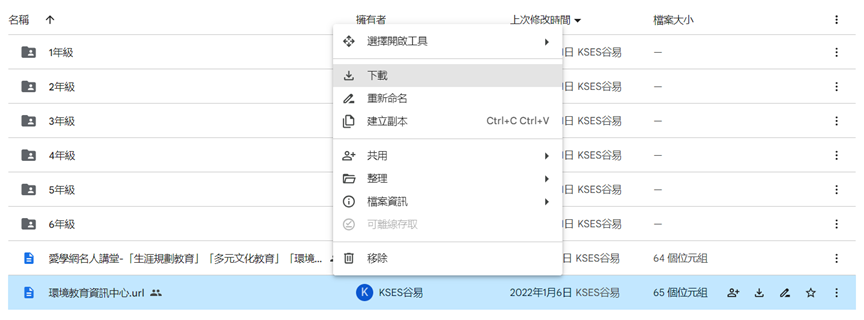 名稱 擁有者 上次修改時間 檔案大小
選擇開啟工具
1年級 日 KSES谷易 —
下載
2年級 日 KSES谷易 —
重新命名
3年級 建立副本 Ctrl+C Ctrl+V 日 KSES谷易 —
4年級 共用 日 KSES谷易 —
整理
5年級 日 KSES谷易 —
檔案資訊
6年級 可離線存取 日 KSES谷易 —
愛學網名人講堂-「生涯規劃教育」「多元文化教育」「環境... 移除 日 KSES谷易 64 個位元組
環境教育資訊中心.url K KSES谷易 2022年1月6日 KSES谷易 65 個位元組